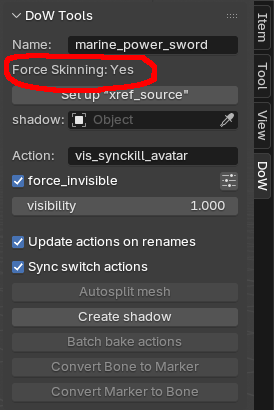 DoW Tools
Name: marine_power_sword
Force Skinning: Yes
Set up "xref_source"
shadow: Object
Action: vis_synckill_avatar
force_invisible
visibility 1.000
Update actions on renames
Sync switch actions
Autosplit mesh
Create shadow
Batch bake actions
Convert Bone to Marker
Convert Marker to Bone
Item
Tool
View
DoW